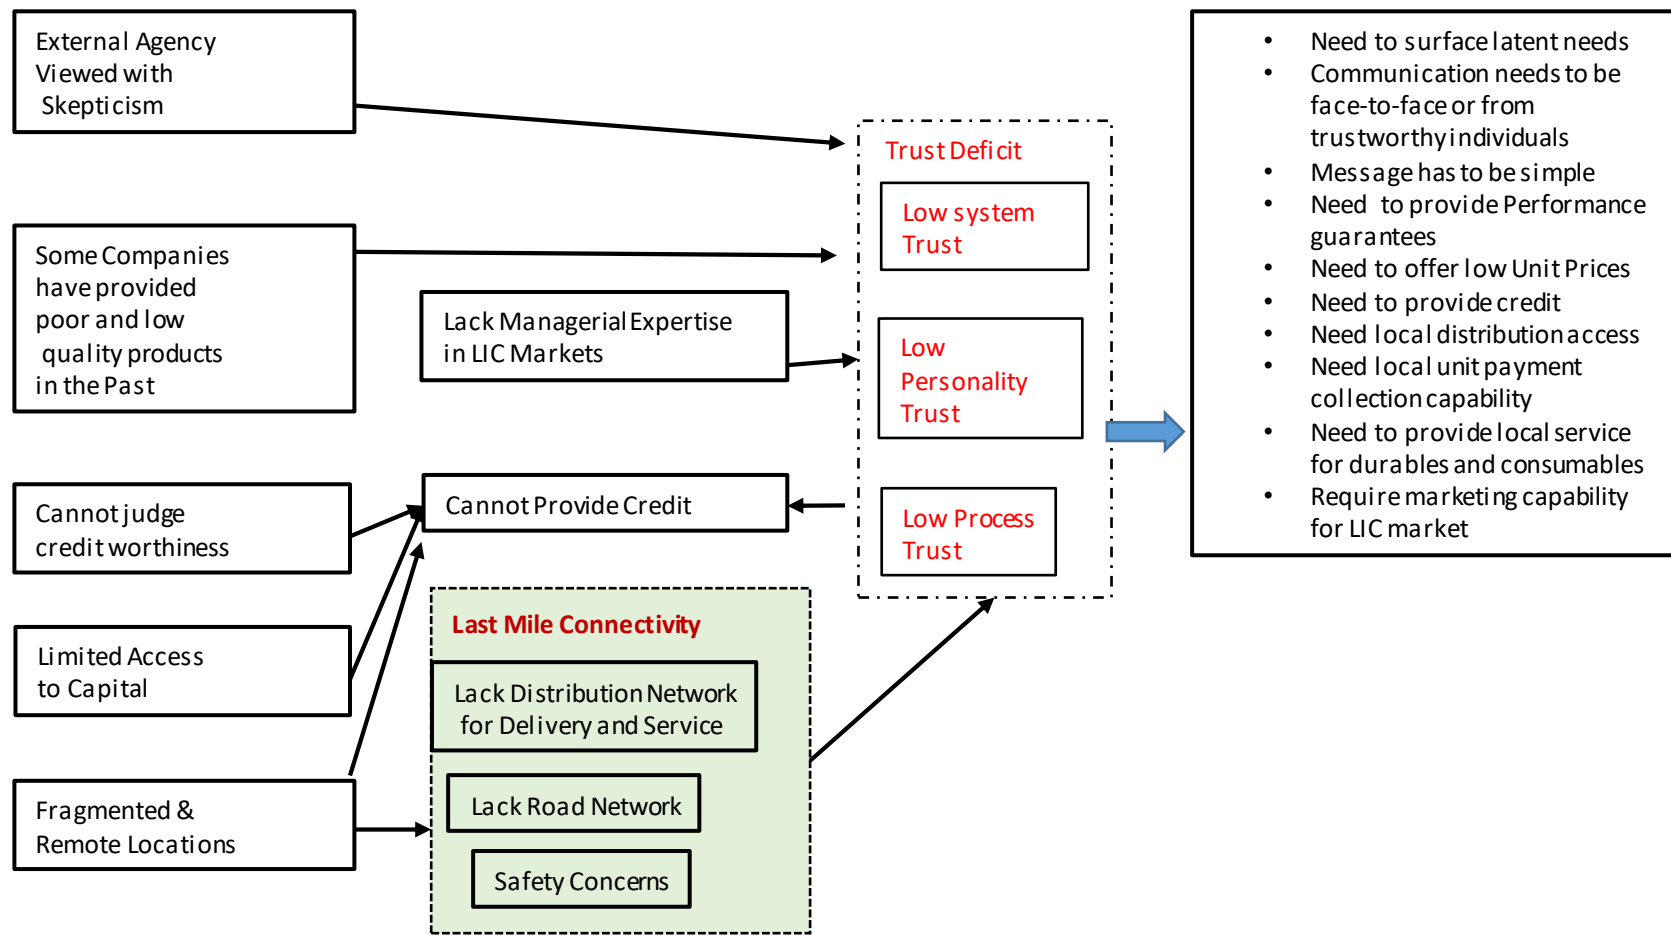 External Agency
Viewed with
Skepticism
Some Companies
have provided
poor and low
quality products
in the Past
Cannot judge
credit worthiness
Limited Access
to Capital
Fragmented &
Remote Locations
Lack Managerial Expertise
in LIC Markets
Cannot Provide Credit
Last Mile Connectivity
Lack Distribution Network
for Delivery and Service
Lack Road Network
Safety Concerns
Trust Deficit
Low system
Trust
Low
Personality
Trust
Low Process
Trust
• Need to surface latent needs
• Communication needs to be
face-to-face or from
trustworthy individuals
• Message has to be simple
• Need to provide Performance
guarantees
• Need to offer low Unit Prices
• Need to provide credit
• Need local distribution access
• Need local unit payment
collection capability
• Need to provide local service
for durables and consumables
• Require marketing capability
for LIC market